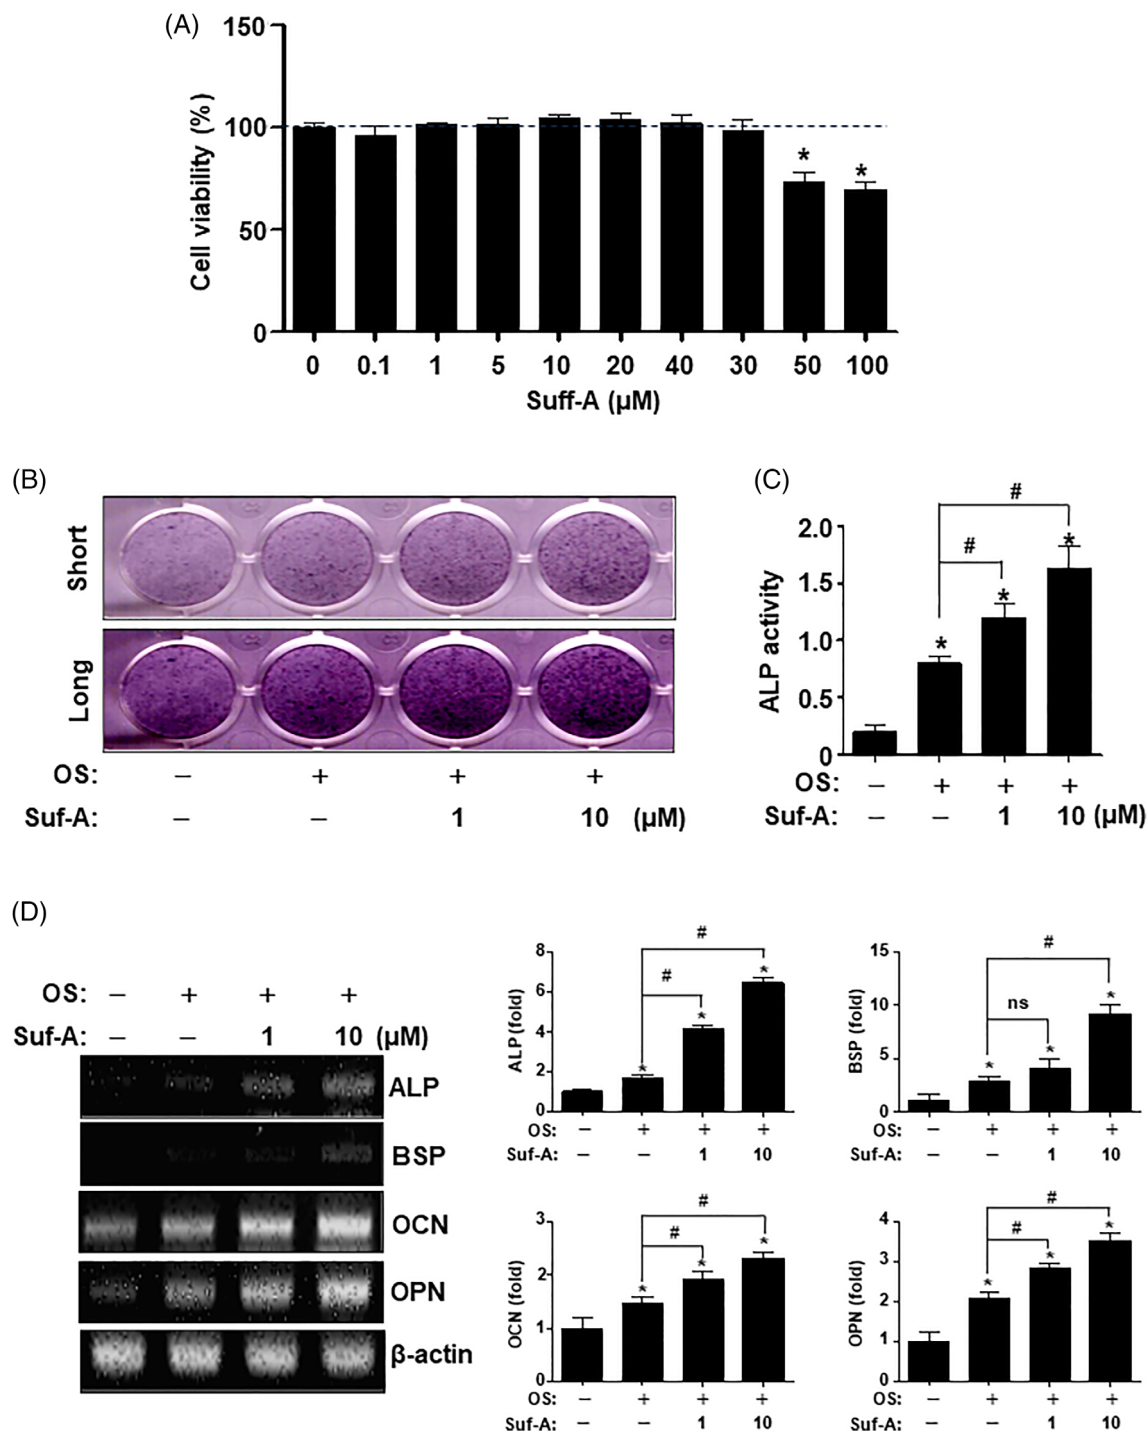 (A)
150
100
50
0
Cell viability (%)
* *
0 0.1 1 5 10 20 40 30 50 100
Suff-A (µM)
(B)
Short
Long
OS: – + + +
Suf-A: – – 1 10 (µM)
(C)
2.0
1.5
1.0
0.5
0
ALP activity
#
#
* * *
OS: – + + +
Suf-A: – – 1 10 (µM)
(D)
OS: – + + +
Suf-A: – – 1 10 (µM)
ALP
BSP
OCN
OPN
β-actin
8
6
4
2
0
ALP (fold)
#
#
* * *
OS: – + + +
Suf-A: – – 1 10
15
10
5
0
BSP (fold)
#
ns
* * *
OS: – + + +
Suf-A: – – 1 10
3
2
1
0
OCN (fold)
#
#
* * *
OS: – + + +
Suf-A: – – 1 10
4
3
2
1
0
OPN (fold)
#
#
* * *
OS: – + + +
Suf-A: – – 1 10